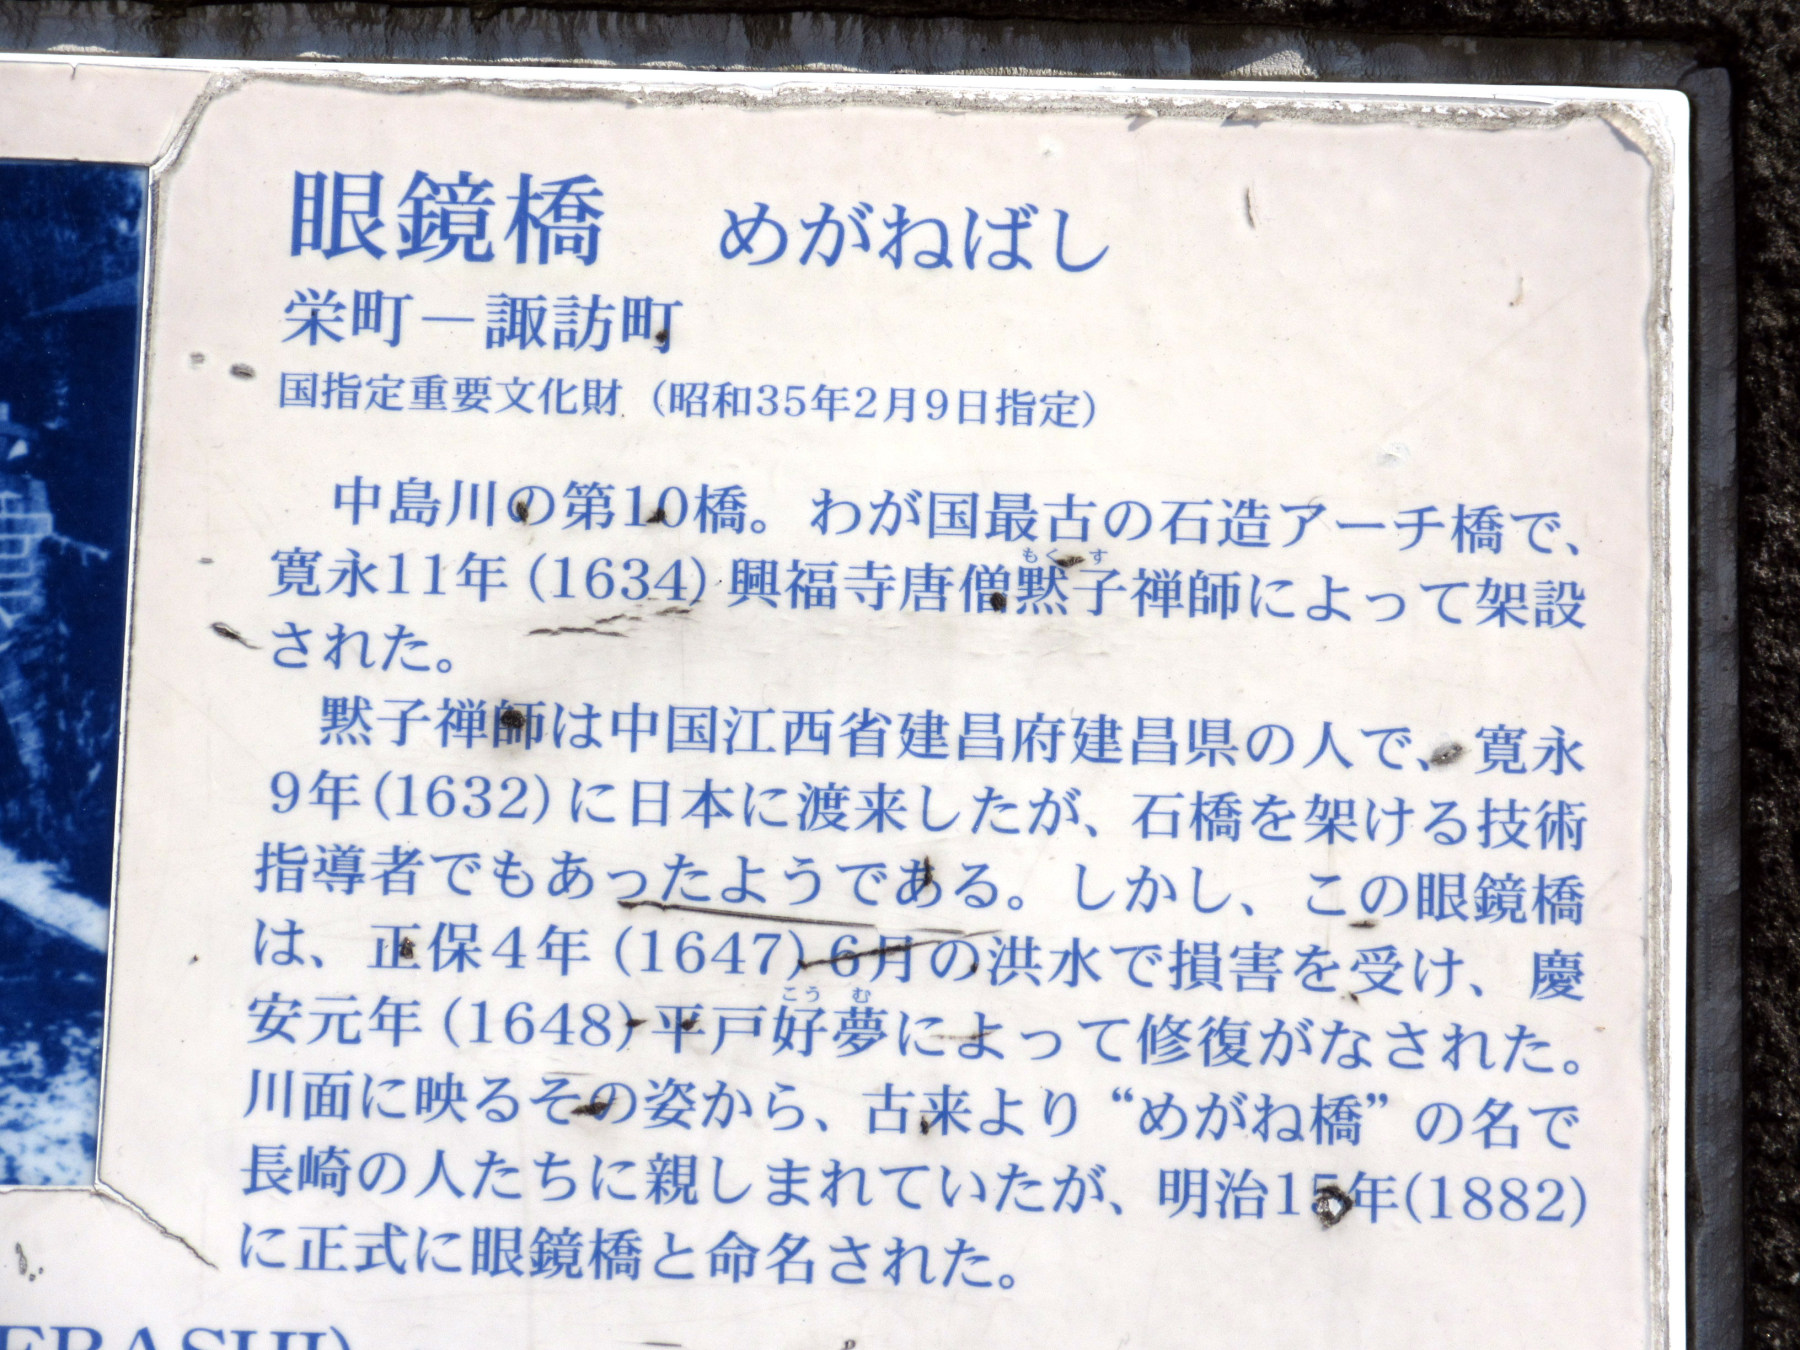 眼鏡橋 めがねばし
栄町－諏訪町
国指定重要文化財（昭和35年2月9日指定）
中島川の第10橋。わが国最古の石造アーチ橋で、
寛永11年（1634）興福寺唐僧黙子禅師によって架設
もくす
された。
黙子禅師は中国江西省建昌府建昌県の人で、寛永
9年（1632）に日本に渡来したが、石橋を架ける技術
指導者でもあったようである。しかし、この眼鏡橋
は、正保4年（1647）6月の洪水で損害を受け、慶
安元年（1648）平戸好夢によって修復がなされた。
こうむ
川面に映るその姿から、古来より“めがね橋”の名で
長崎の人たちに親しまれていたが、明治15年（1882）
に正式に眼鏡橋と命名された。
EBASHI)